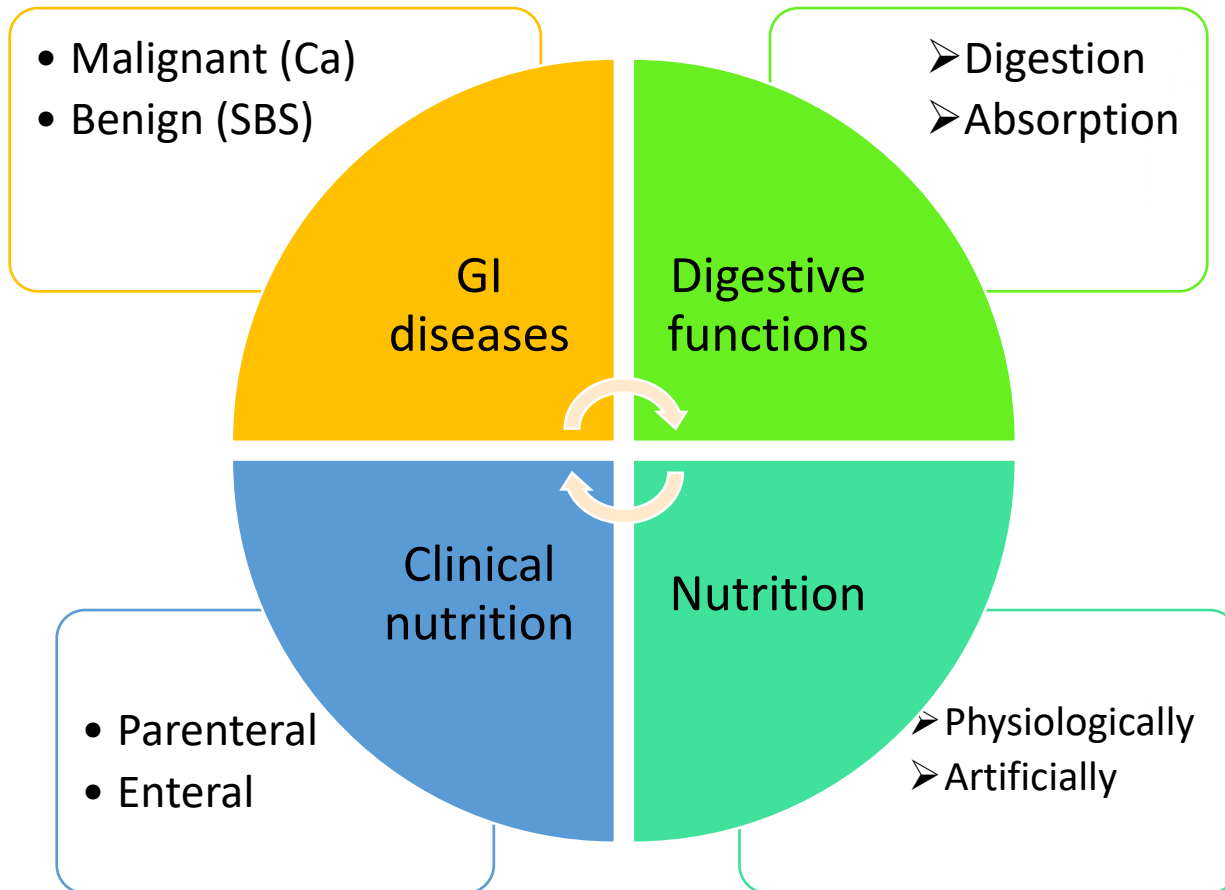 • Malignant (Ca)
• Benign (SBS)
➢Digestion
➢Absorption
GI
diseases
Digestive
functions
Clinical
nutrition
Nutrition
• Parenteral
• Enteral
➢ Physiologically
➢ Artificially